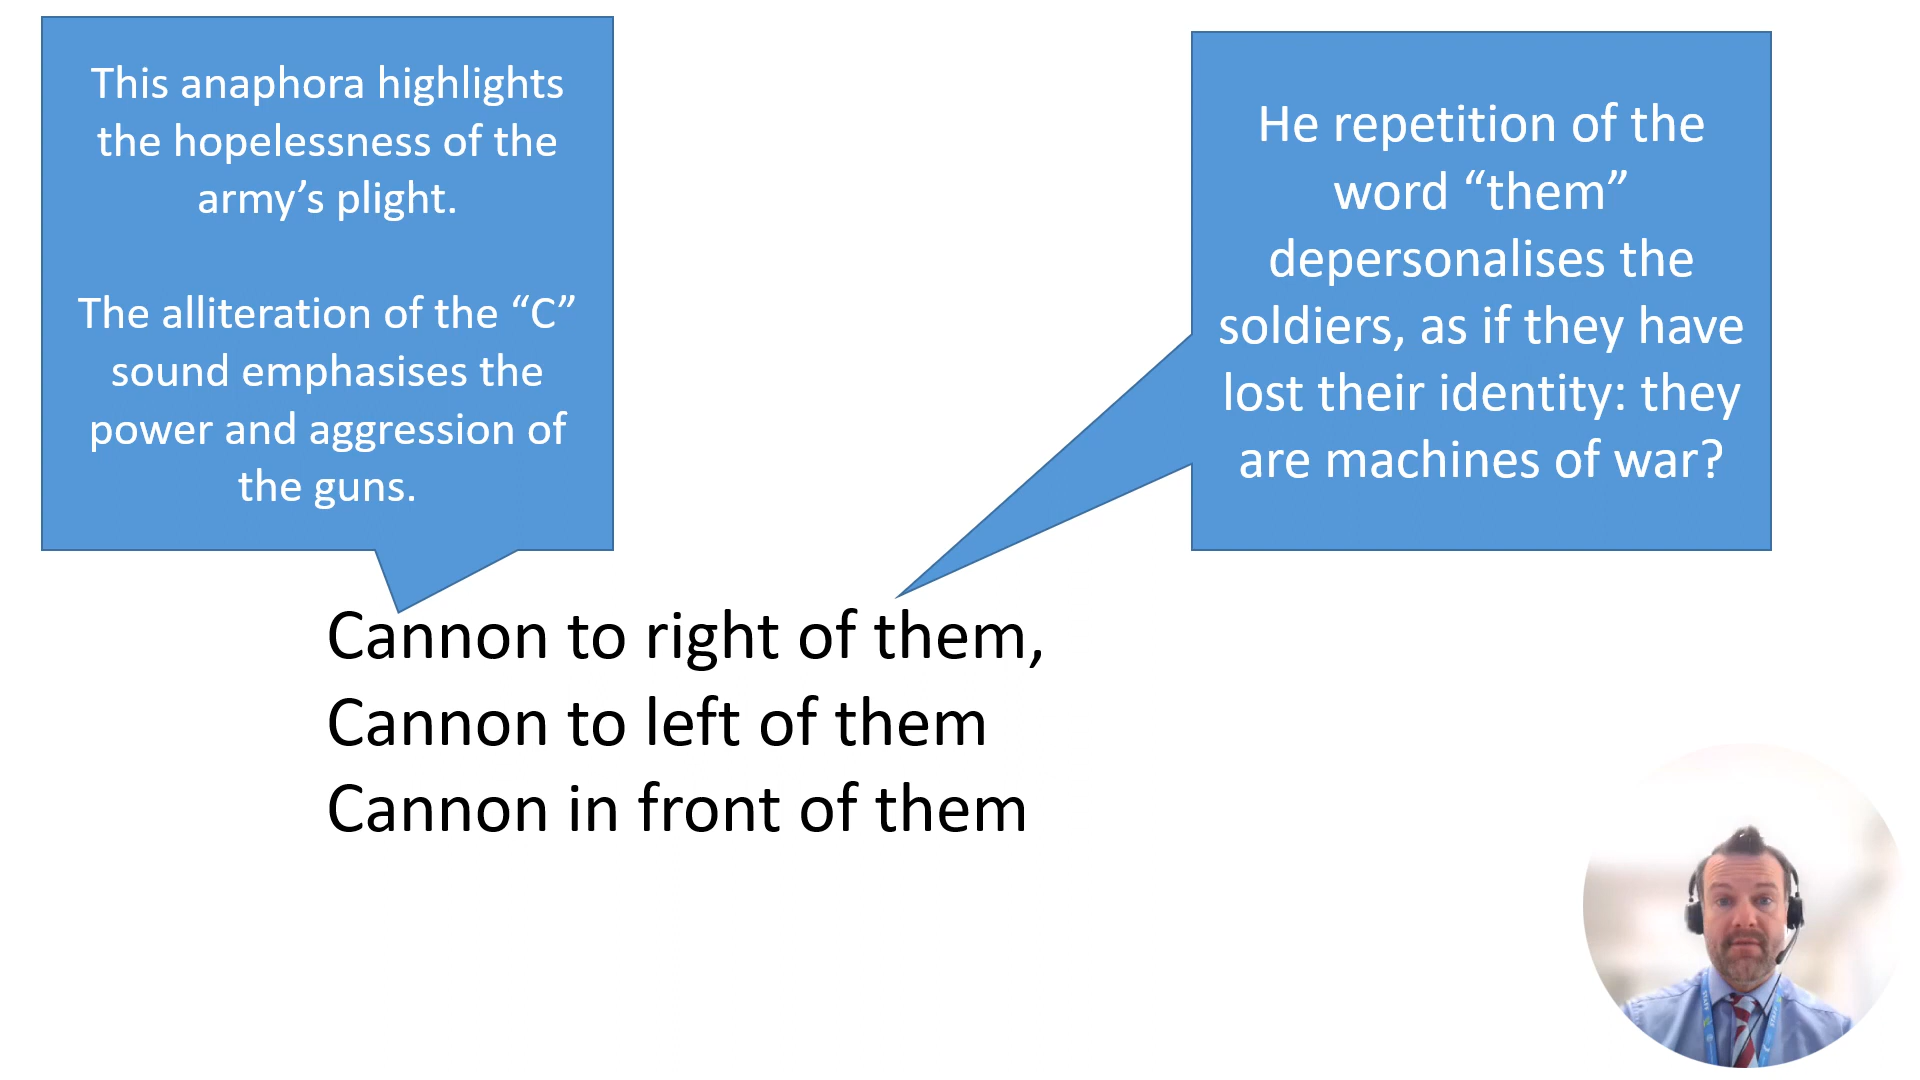 This anaphora highlights
the hopelessness of the
army’s plight.
The alliteration of the “C”
sound emphasises the
power and aggression of
the guns.
He repetition of the
word “them”
depersonalises the
soldiers, as if they have
lost their identity: they
are machines of war?
Cannon to right of them,
Cannon to left of them
Cannon in front of them